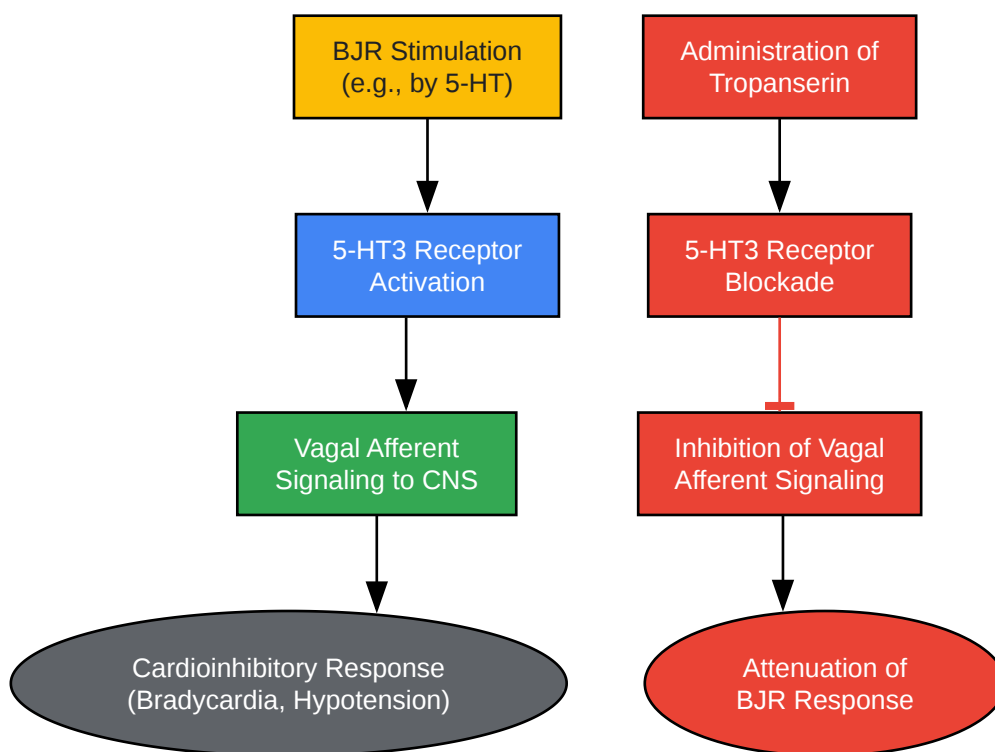 BJR Stimulation
(e.g., by 5-HT)
Administration of
Tropanserin
5-HT3 Receptor
Activation
5-HT3 Receptor
Blockade
Vagal Afferent
Signaling to CNS
Inhibition of Vagal
Afferent Signaling
Cardioinhibitory Response
(Bradycardia, Hypotension)
Attenuation of
BJR Response